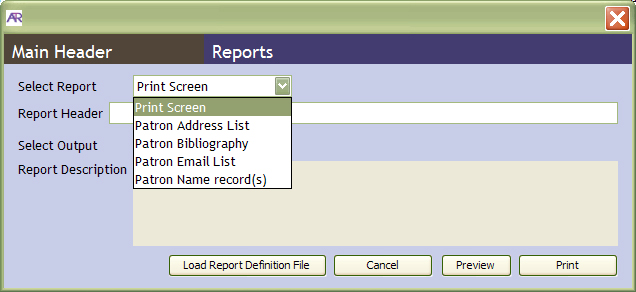 AR
Main Header Reports
Select Report Print Screen
Print Screen
Report Header
Patron Address List
Select Output Patron Bibliography
Patron Email List
Report Description
Patron Name record(s)
Load Report Definition File Cancel Preview Print